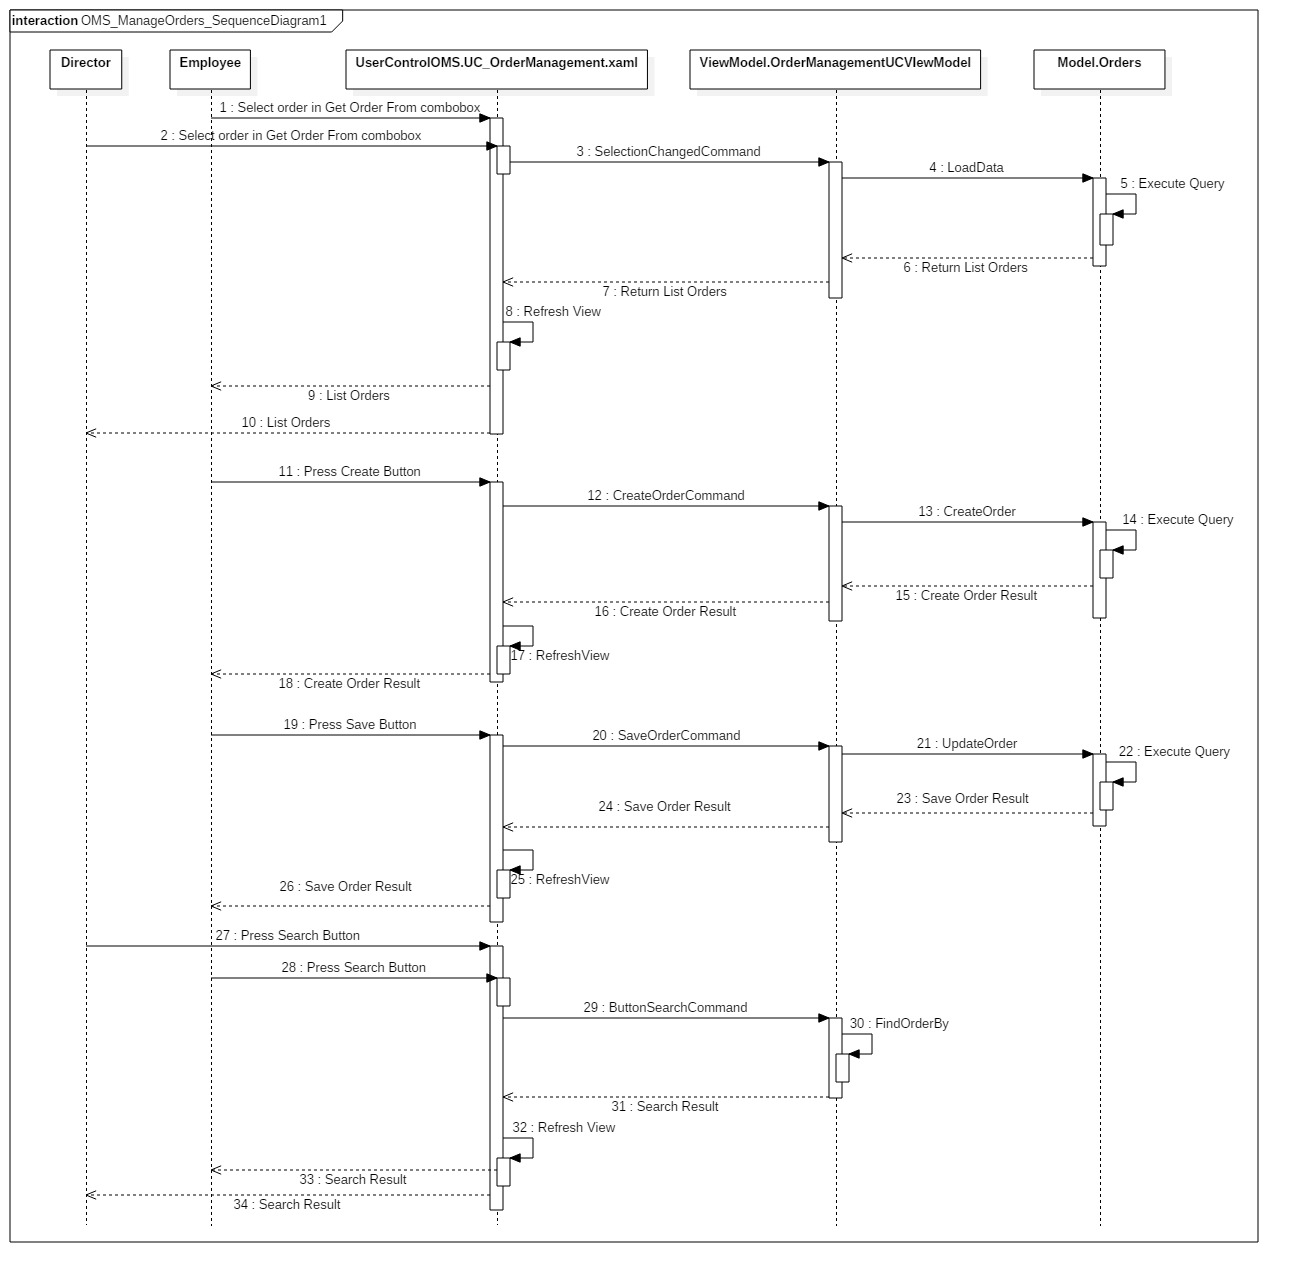 interaction OMS_ManageOrders_SequenceDiagram1
Director
Employee
UserControlOMS.UC_OrderManagement.xaml
ViewModel.OrderManagementUCVIewModel
Model.Orders
1 : Select order in Get Order From combobox
2 : Select order in Get Order From combobox
3 : SelectionChangedCommand
4 : LoadData
5 : Execute Query
6 : Return List Orders
7 : Return List Orders
8 : Refresh View
9 : List Orders
10 : List Orders
11 : Press Create Button
12 : CreateOrderCommand
13 : CreateOrder
14 : Execute Query
15 : Create Order Result
16 : Create Order Result
17 : RefreshView
18 : Create Order Result
19 : Press Save Button
20 : SaveOrderCommand
21 : UpdateOrder
22 : Execute Query
23 : Save Order Result
24 : Save Order Result
25 : RefreshView
26 : Save Order Result
27 : Press Search Button
28 : Press Search Button
29 : ButtonSearchCommand
30 : FindOrderBy
31 : Search Result
32 : Refresh View
33 : Search Result
34 : Search Result